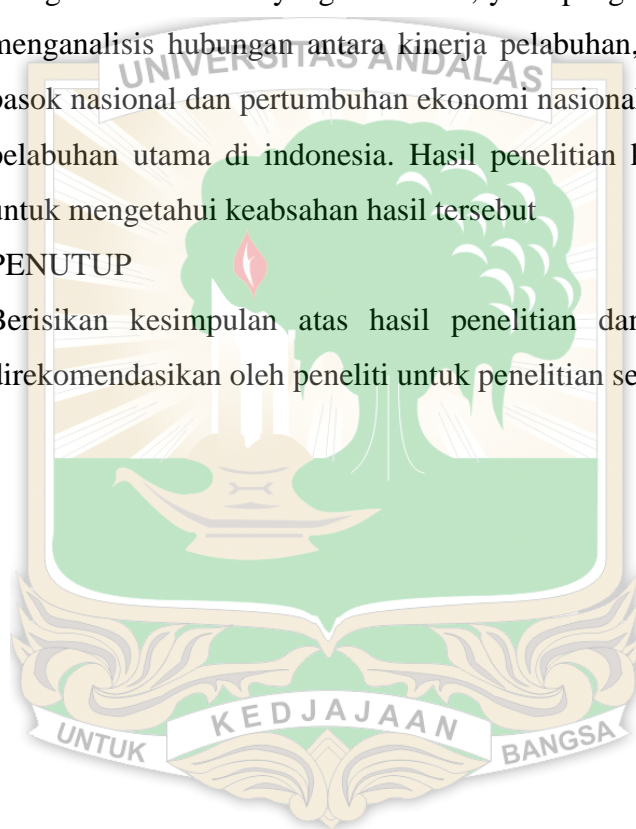 menganalisis hubungan antara kinerja pelabuhan,
UNIVERSITAS ANDALAS
pasok nasional dan pertumbuhan ekonomi nasional
pelabuhan utama di indonesia. Hasil penelitian
untuk mengetahui keabsahan hasil tersebut
PENUTUP
Berisikan kesimpulan atas hasil penelitian dan
direkomendasikan oleh peneliti untuk penelitian
UNTUK KEDJAJAAN BANGSA